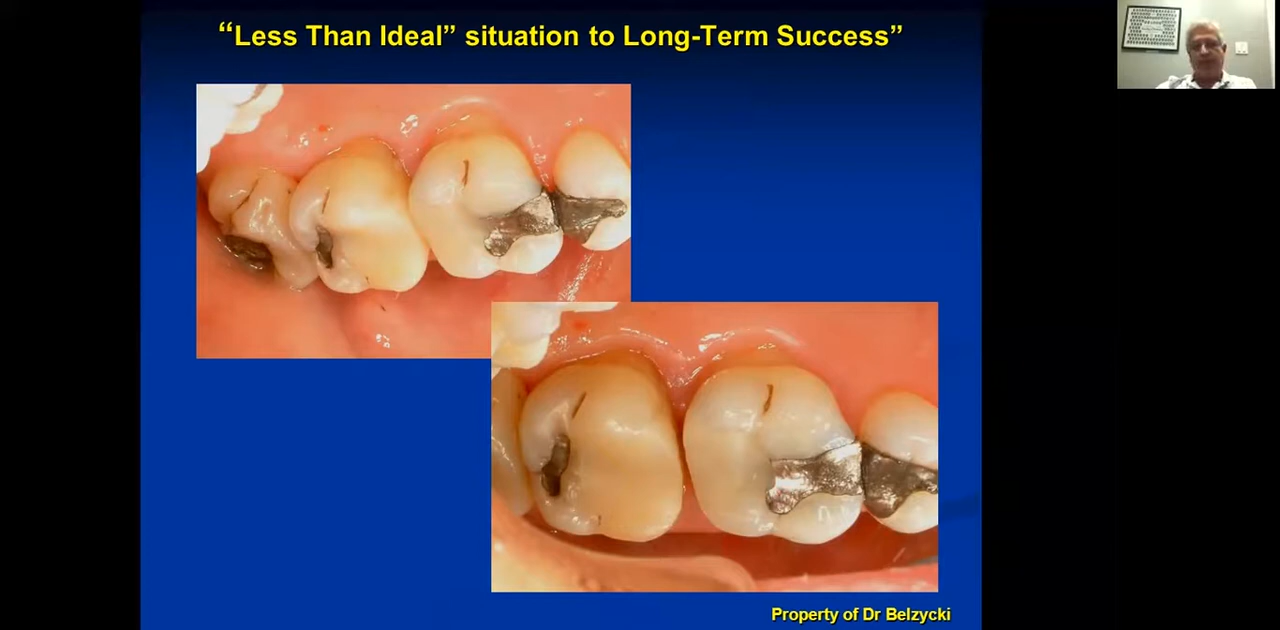 “Less Than Ideal” situation to Long-Term Success”
Property of Dr Belzycki